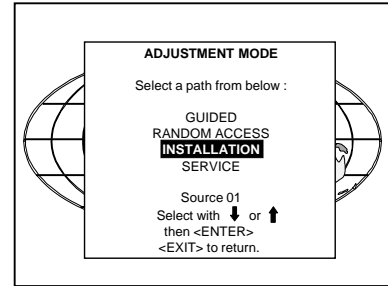 ADJUSTMENT MODE
Select a path from below :
GUIDED
RANDOM ACCESS
INSTALLATION
SERVICE
Source 01
Select with ⬇ or ⬆
then <ENTER>
<EXIT> to return.